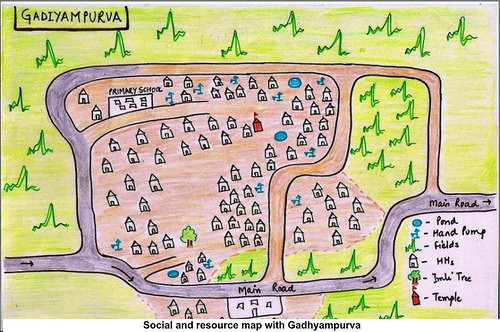 GADIYAMPURVA
PRIMARY SCHOOL
Main Road →
- Pond
- Hand Pump
- Fields
- HHs
- Imli Tree
- Temple
Main Road
Social and resource map with Gadhyampurva